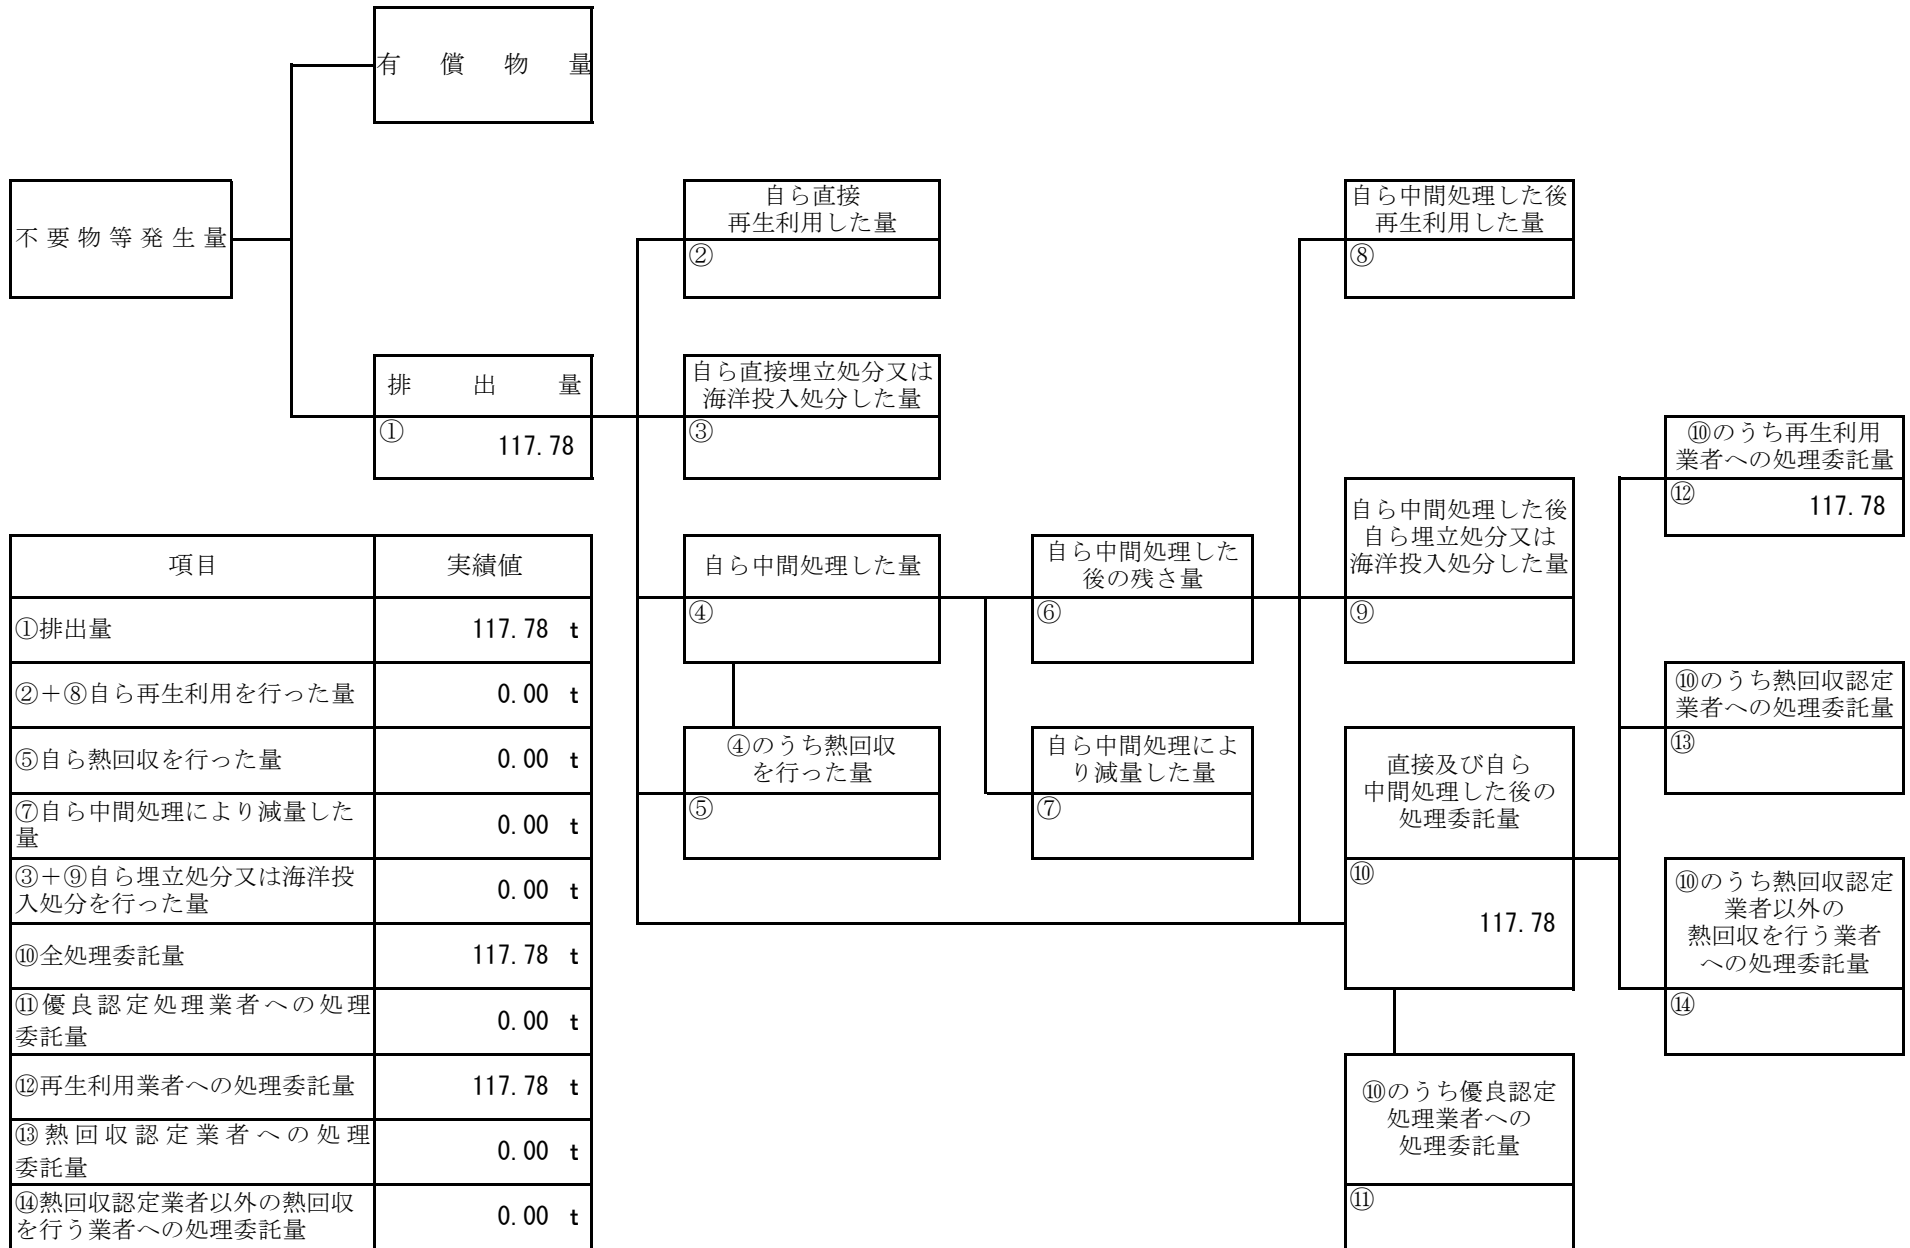 有償物量
不要物等発生量
自ら直接
再生利用した量
②
自ら中間処理した後
再生利用した量
⑧
排出量
①
117.78
自ら直接埋立処分又は
海洋投入処分した量
③
⑩のうち再生利用
業者への処理委託量
⑫
117.78
自ら中間処理した後
自ら埋立処分又は
海洋投入処分した量
⑨
自ら中間処理した量
④
自ら中間処理した
後の残さ量
⑥
⑩のうち熱回収認定
業者への処理委託量
⑬
④のうち熱回収
を行った量
⑤
自ら中間処理によ
り減量した量
⑦
直接及び自ら
中間処理した後の
処理委託量
⑩
117.78
⑩のうち熱回収認定
業者以外の
熱回収を行う業者
への処理委託量
⑭
⑩のうち優良認定
処理業者への
処理委託量
⑪
項目 実績値
①排出量 117.78 t
②＋⑧自ら再生利用を行った量 0.00 t
⑤自ら熱回収を行った量 0.00 t
⑦自ら中間処理により減量した
量 0.00 t
③＋⑨自ら埋立処分又は海洋投
入処分を行った量 0.00 t
⑩全処理委託量 117.78 t
⑪優良認定処理業者への処理
委託量 0.00 t
⑫再生利用業者への処理委託量 117.78 t
⑬熱回収認定業者への処理
委託量 0.00 t
⑭熱回収認定業者以外の熱回収
を行う業者への処理委託量 0.00 t